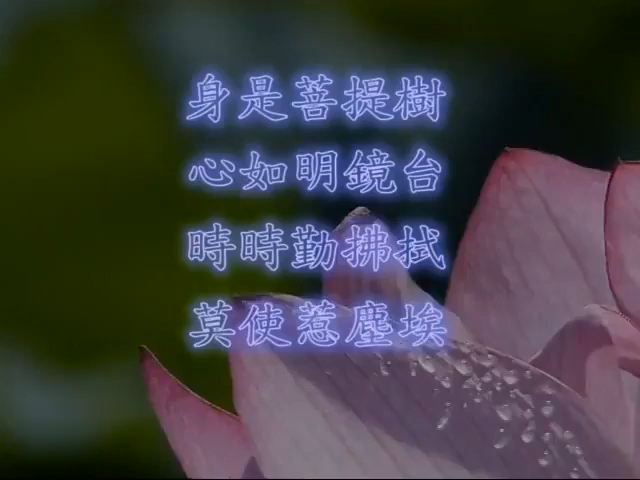 身是菩提樹
心如明鏡台
時時勤拂拭
莫使惹塵埃